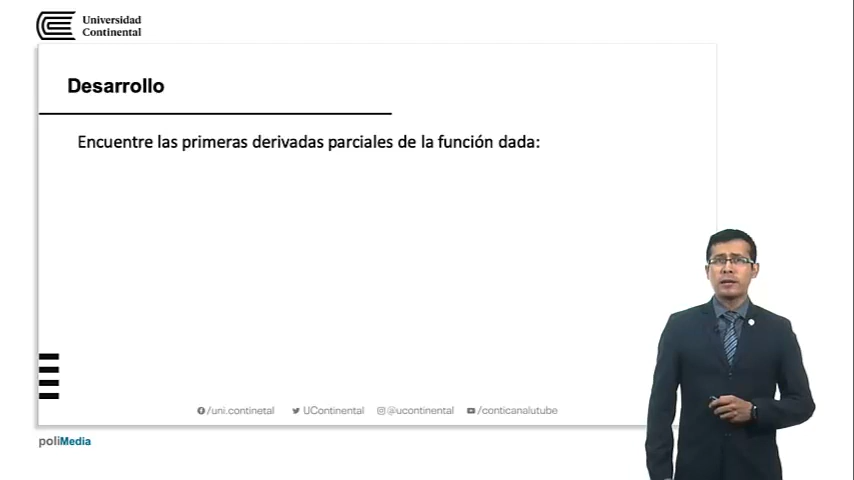 Universidad
Continental
Desarrollo
Encuentre las primeras derivadas parciales de la función dada:
/uni.continetal UContinental @ucontinental /conticanalutube
poliMedia